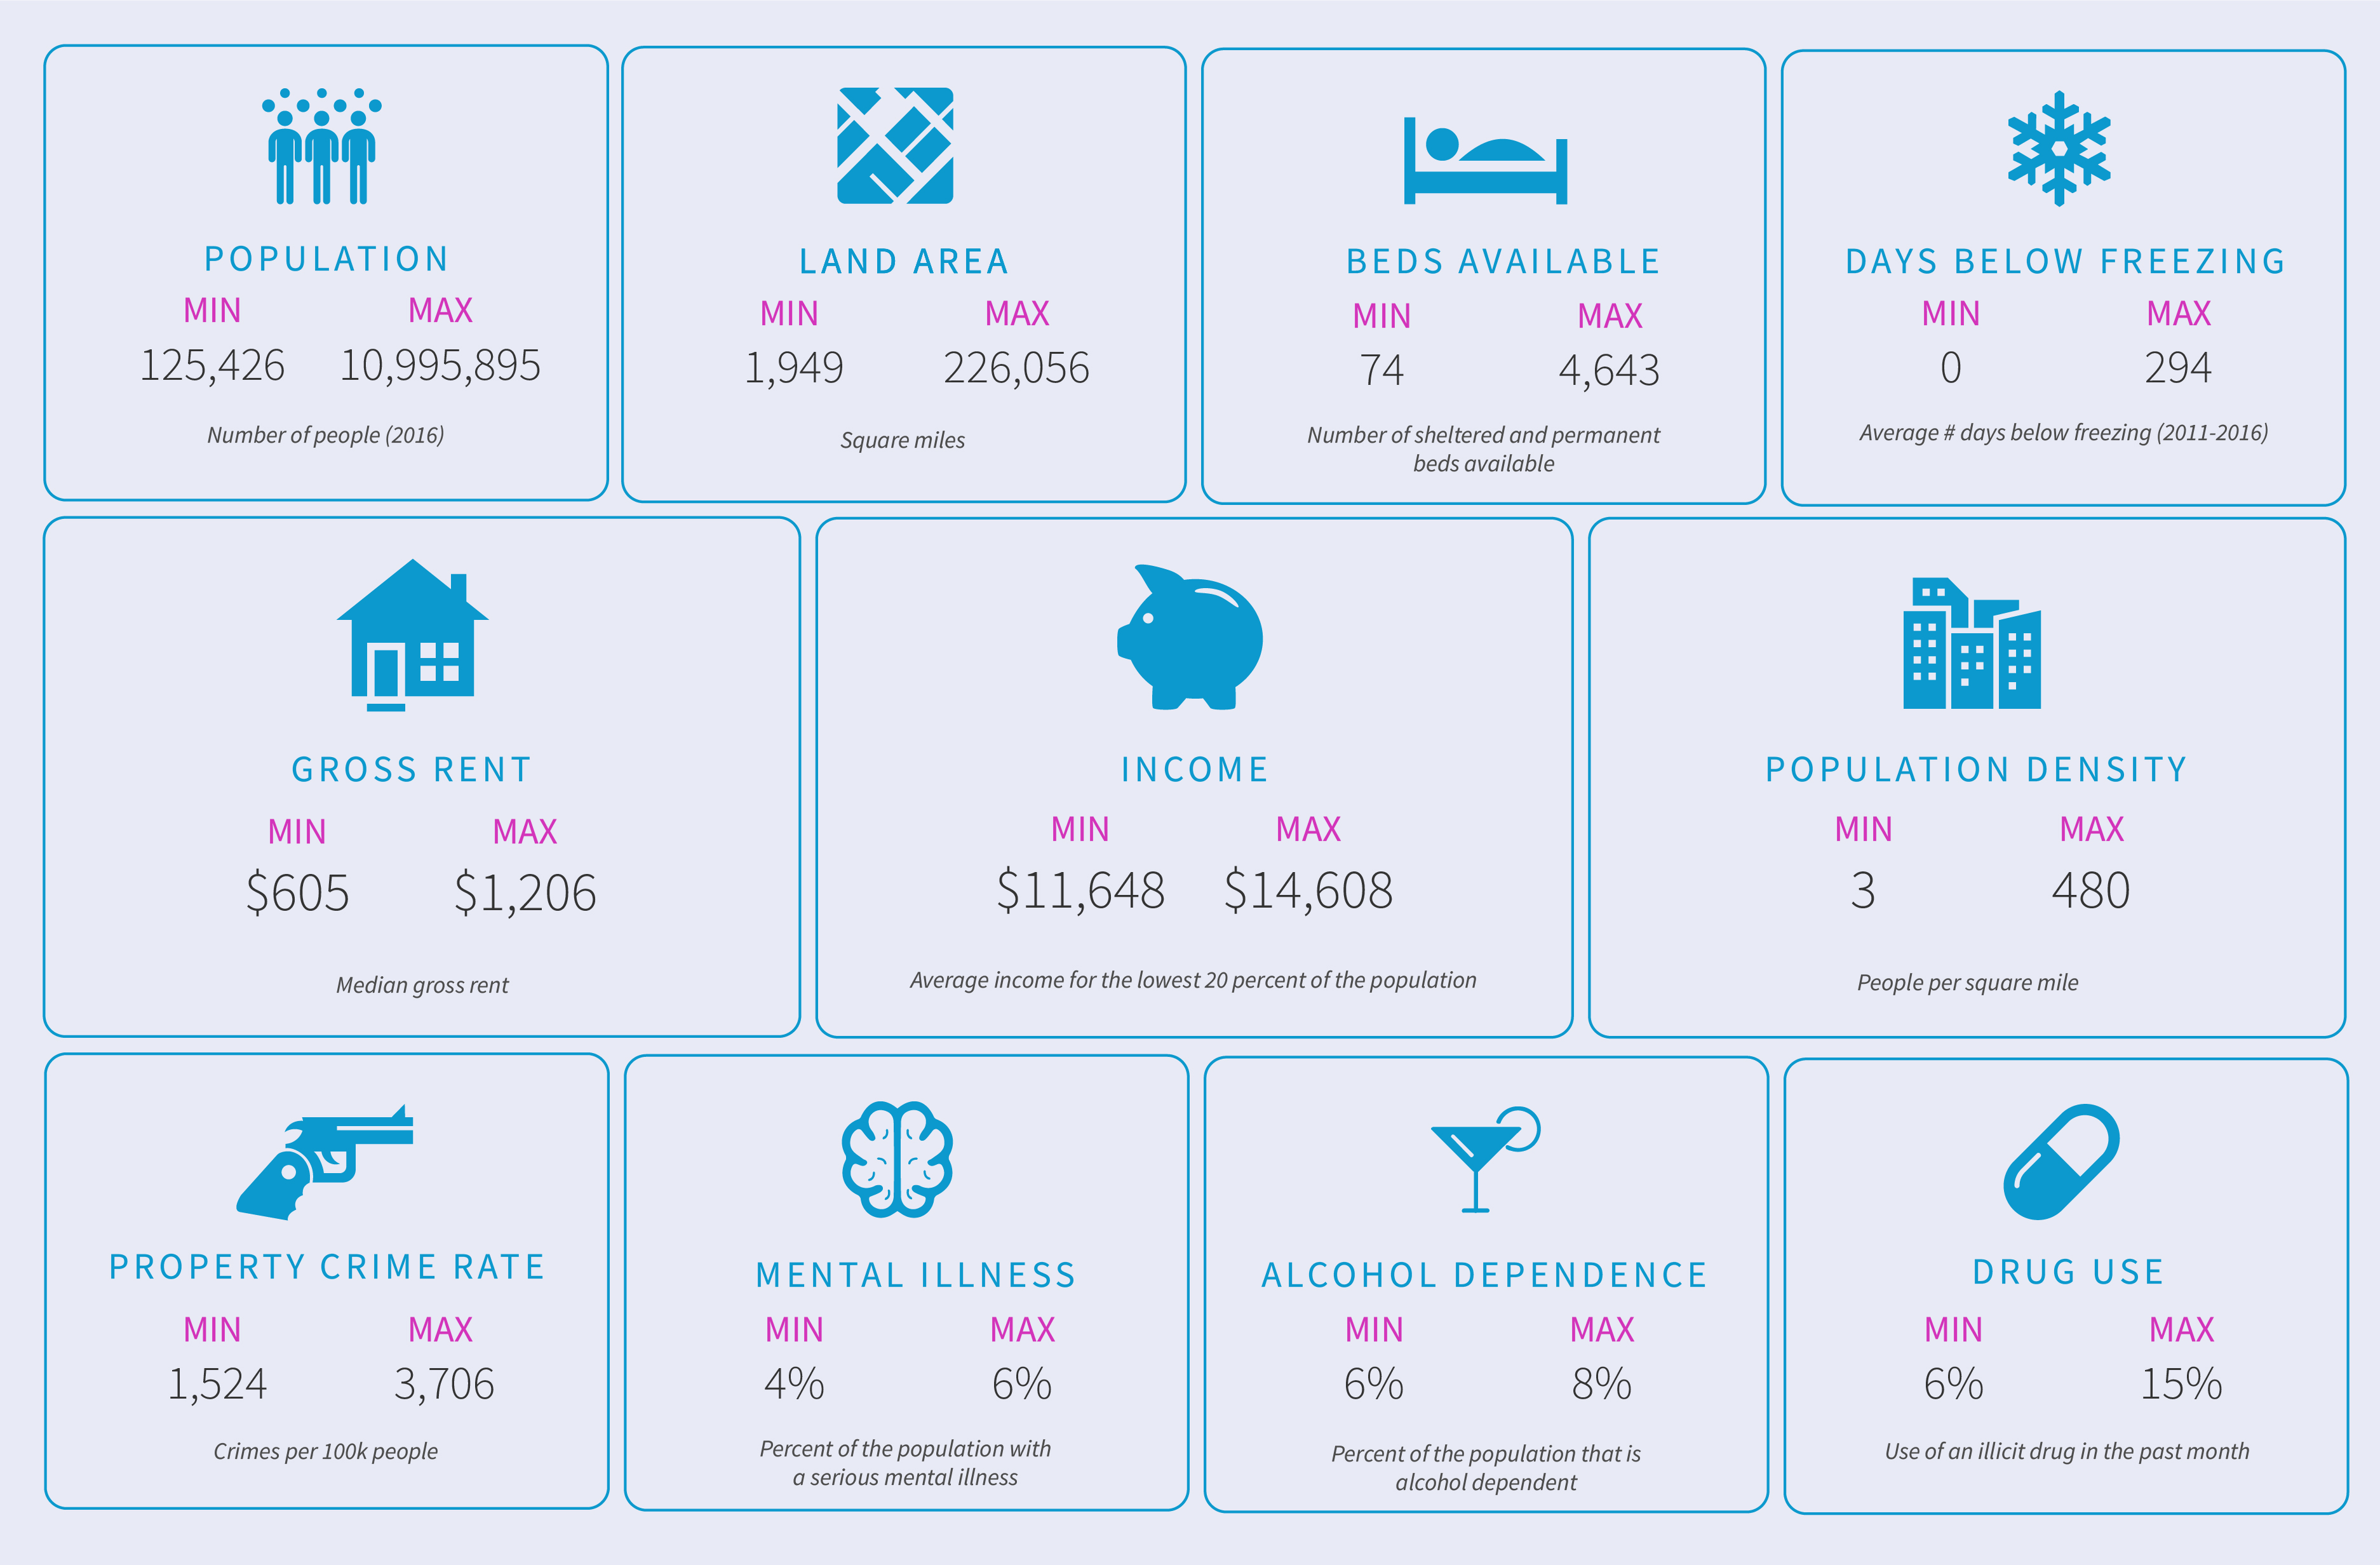 POPULATION
MIN MAX
125,426 10,995,895
Number of people (2016)
LAND AREA
MIN MAX
1,949 226,056
Square miles
BEDS AVAILABLE
MIN MAX
74 4,643
Number of sheltered and permanent
beds available
DAYS BELOW FREEZING
MIN MAX
0 294
Average # days below freezing (2011-2016)
GROSS RENT
MIN MAX
$605 $1,206
Median gross rent
INCOME
MIN MAX
$11,648 $14,608
Average income for the lowest 20 percent of the population
POPULATION DENSITY
MIN MAX
3 480
People per square mile
PROPERTY CRIME RATE
MIN MAX
1,524 3,706
Crimes per 100k people
MENTAL ILLNESS
MIN MAX
4% 6%
Percent of the population with
a serious mental illness
ALCOHOL DEPENDENCE
MIN MAX
6% 8%
Percent of the population that is
alcohol dependent
DRUG USE
MIN MAX
6% 15%
Use of an illicit drug in the past month